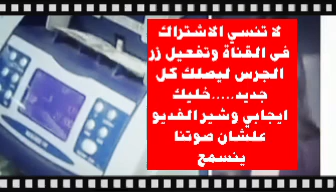 لا تنسى الاشتراك
فى القناة وتفعيل زر
الجرس ليصلك كل
جديد.....خليك
ايجابي وشير الفديو
علشان صوتنا
ينسمع